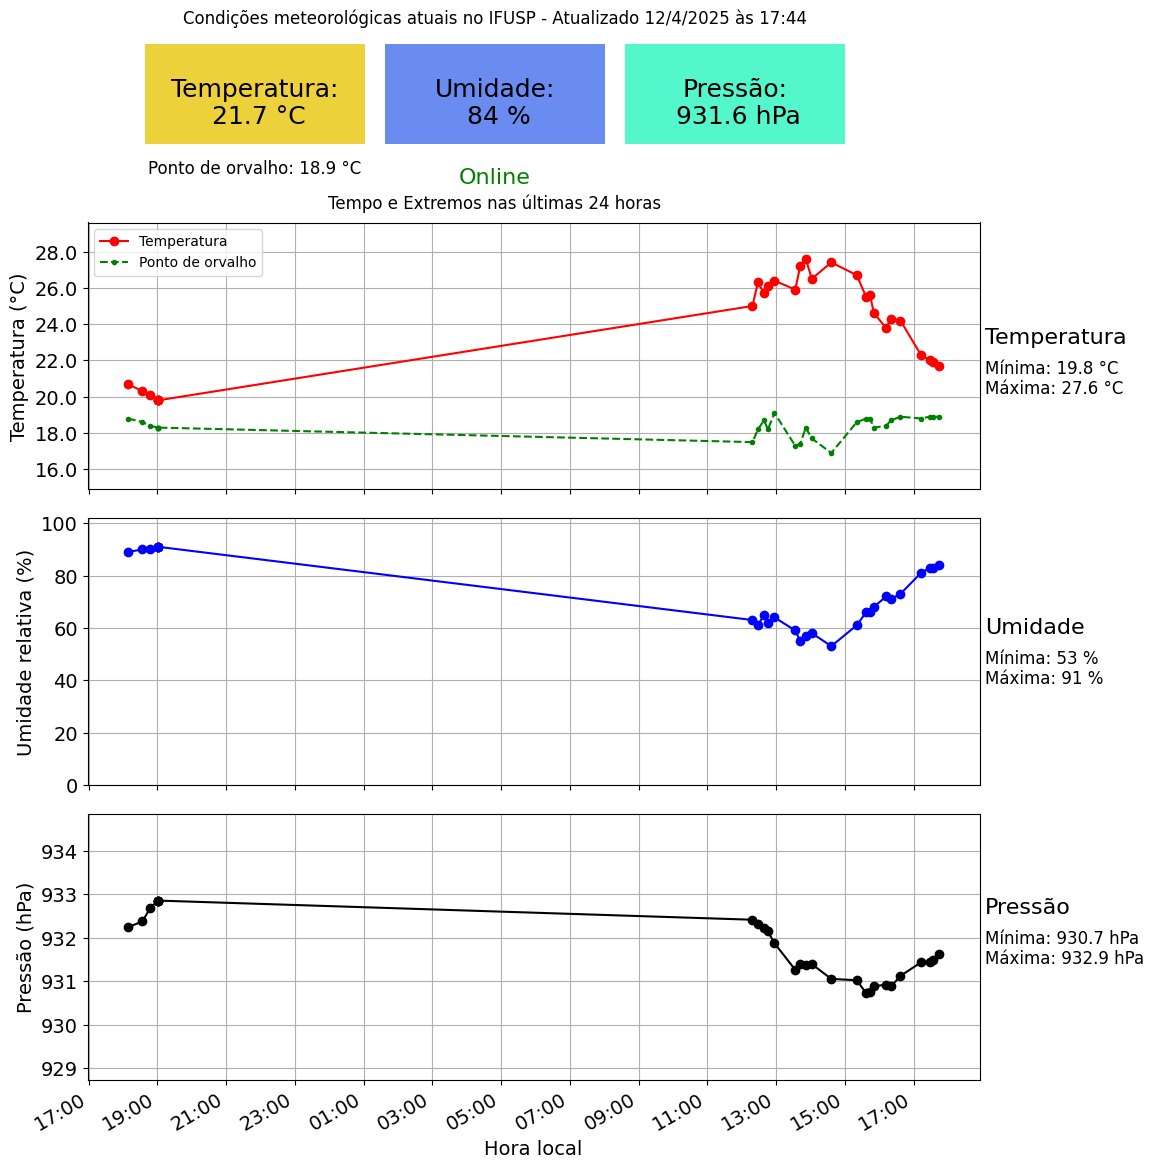 Condições meteorológicas atuais no IFUSP - Atualizado 12/4/2025 às 17:44
Temperatura:
21.7 °C
Umidade:
84 %
Pressão:
931.6 hPa
Ponto de orvalho: 18.9 °C
Online
Tempo e Extremos nas últimas 24 horas
Temperatura
Ponto de orvalho
Temperatura (°C)
28.0
26.0
24.0
22.0
20.0
18.0
16.0
Temperatura
Mínima: 19.8 °C
Máxima: 27.6 °C
Umidade relativa (%)
100
80
60
40
20
0
Umidade
Mínima: 53 %
Máxima: 91 %
Pressão (hPa)
934
933
932
931
930
929
Pressão
Mínima: 930.7 hPa
Máxima: 932.9 hPa
17:00 19:00 21:00 23:00 01:00 03:00 05:00 07:00 09:00 11:00 13:00 15:00 17:00
Hora local